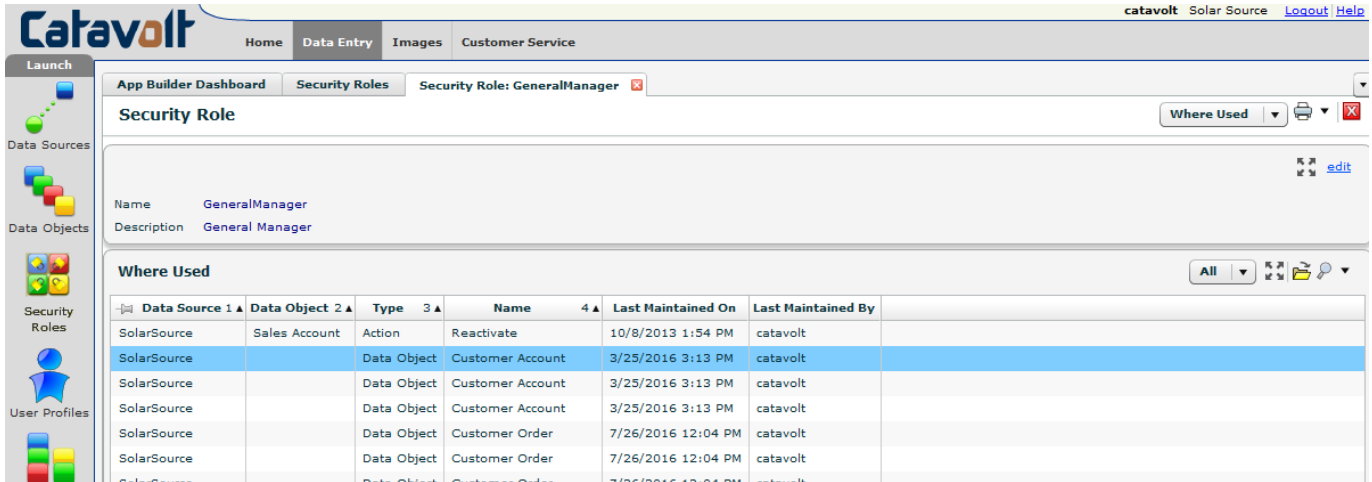 catavolt Solar Source Logout Help
Catavolt
Home Data Entry Images Customer Service
Launch
App Builder Dashboard Security Roles Security Role: GeneralManager
Security Role Where Used
Data Sources
edit
Name GeneralManager
Data Objects Description General Manager
Where Used All
Data Source 1 Data Object 2 Type 3 Name 4 Last Maintained On Last Maintained By
Security
Roles
SolarSource Sales Account Action Reactivate 10/8/2013 1:54 PM catavolt
SolarSource Data Object Customer Account 3/25/2016 3:13 PM catavolt
SolarSource Data Object Customer Account 3/25/2016 3:13 PM catavolt
SolarSource Data Object Customer Account 3/25/2016 3:13 PM catavolt
User Profiles
SolarSource Data Object Customer Order 7/26/2016 12:04 PM catavolt
SolarSource Data Object Customer Order 7/26/2016 12:04 PM catavolt